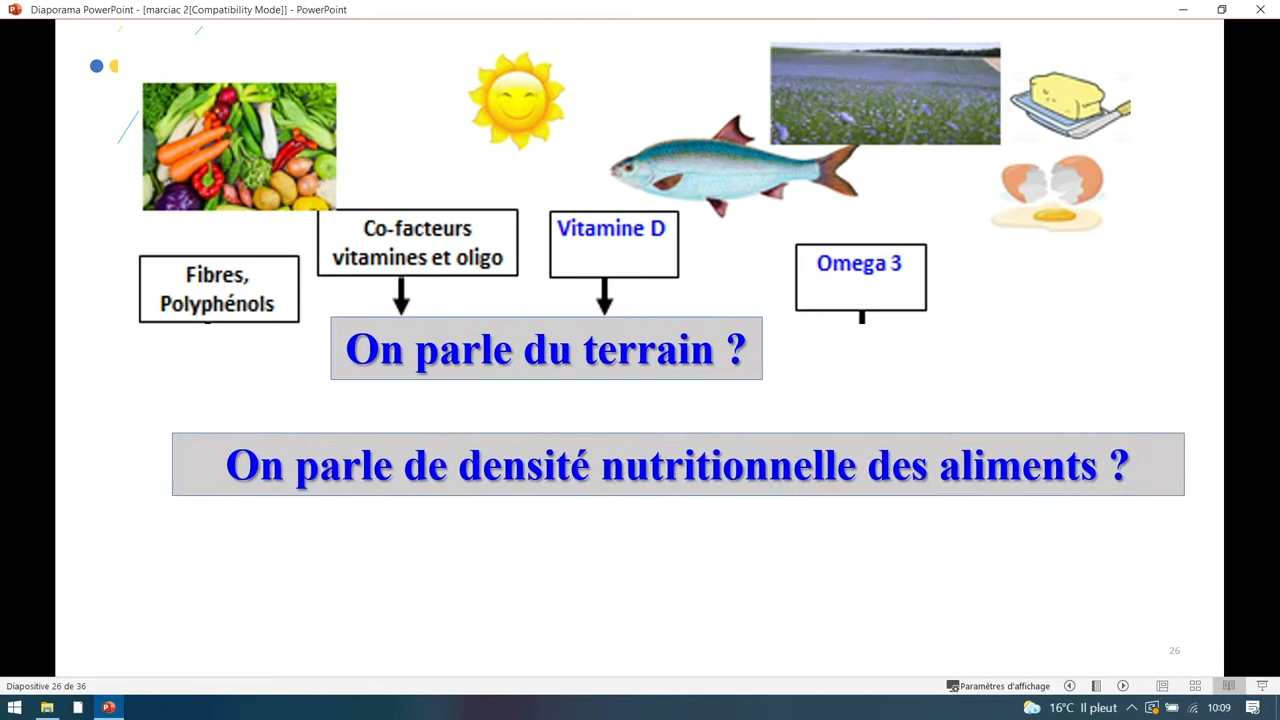 Diaporama PowerPoint - [marciac 2[Compatibility Mode]] - PowerPoint
Co-facteurs
vitamines et oligo
Vitamine D
Fibres,
Polyphénols
Omega 3
On parle du terrain ?
On parle de densité nutritionnelle des aliments ?
26
Diapositive 26 de 36
Paramètres d'affichage
16°C Il pleut
10:09